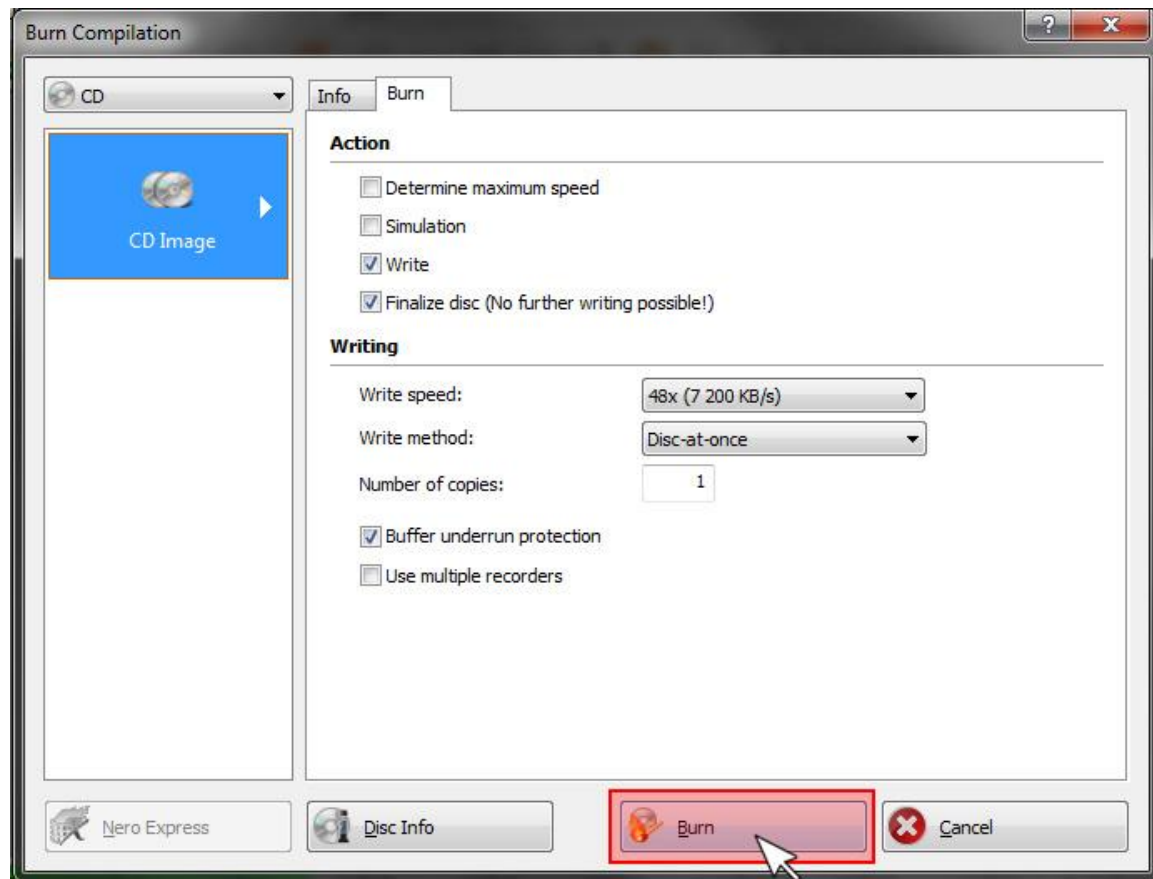 Burn Compilation
CD
Info Burn
CD Image
Action
Determine maximum speed
Simulation
Write
Finalize disc (No further writing possible!)
Writing
Write speed: 48x (7 200 KB/s)
Write method: Disc-at-once
Number of copies: 1
Buffer underrun protection
Use multiple recorders
Nero Express Disc Info Burn Cancel